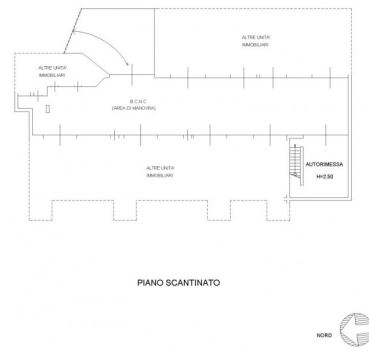 ALTRE UNITA'
IMMOBILIARI
ALTRE UNITA'
IMMOBILIARI
B.C.N.C
(AREA DI MANOVRA)
ALTRE UNITA'
IMMOBILIARI
AUTORIMESSA
H=2.50
PIANO SCANTINATO
NORD